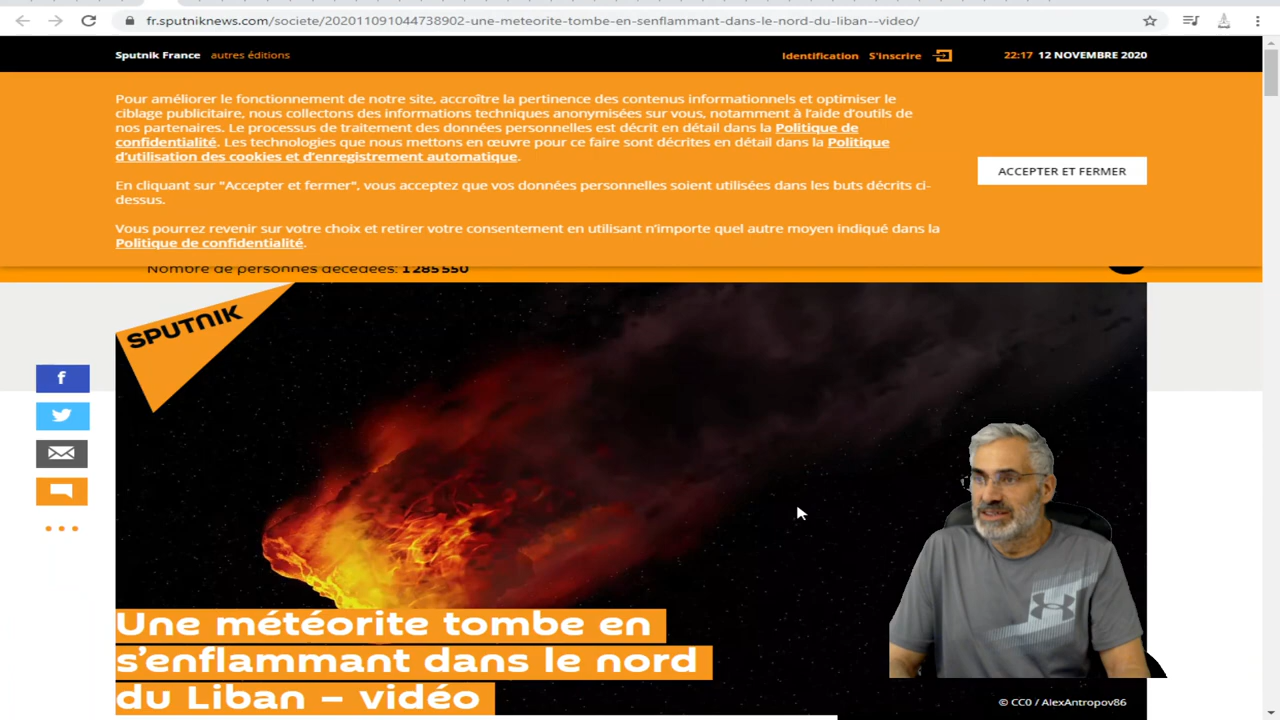 fr.sputniknews.com/societe/202011091044738902-une-meteorite-tombe-en-senflammant-dans-le-nord-du-liban--video/
Sputnik France autres éditions Identification S'inscrire 22:17 12 NOVEMBRE 2020
Pour améliorer le fonctionnement de notre site, accroître la pertinence des contenus informationnels et optimiser le
ciblage publicitaire, nous collectons des informations techniques anonymisées sur vous, notamment à l'aide d'outils de
nos partenaires. Le processus de traitement des données personnelles est décrit en détail dans la Politique de
confidentialité. Les technologies que nous mettons en œuvre pour ce faire sont décrites en détail dans la Politique
d'utilisation des cookies et d'enregistrement automatique.
En cliquant sur "Accepter et fermer", vous acceptez que vos données personnelles soient utilisées dans les buts décrits ci-
dessus.
Vous pourrez revenir sur votre choix et retirer votre consentement en utilisant n'importe quel autre moyen indiqué dans la
Politique de confidentialité.
ACCEPTER ET FERMER
Nombre de personnes décédées: 1 285 550
SPUTNIK
f
Une météorite tombe en
s'enflammant dans le nord
du Liban – vidéo
© CC0 / AlexAntropov86